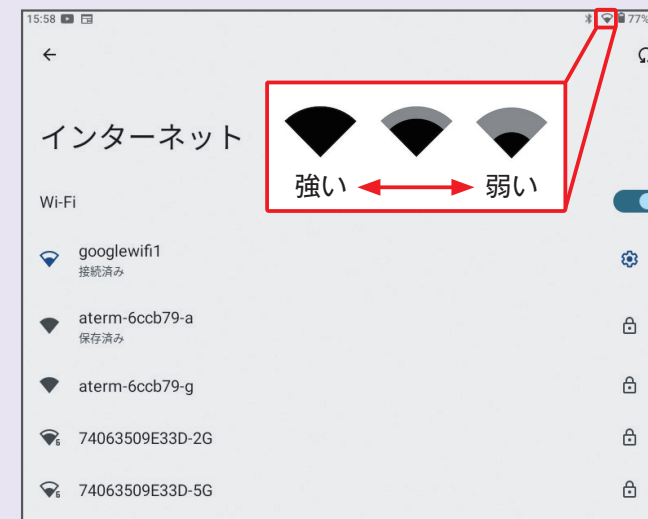 15:58
77%
インターネット
強い
弱い
Wi-Fi
googlewifi1
接続済み
aterm-6ccb79-a
保存済み
aterm-6ccb79-g
74063509E33D-2G
74063509E33D-5G